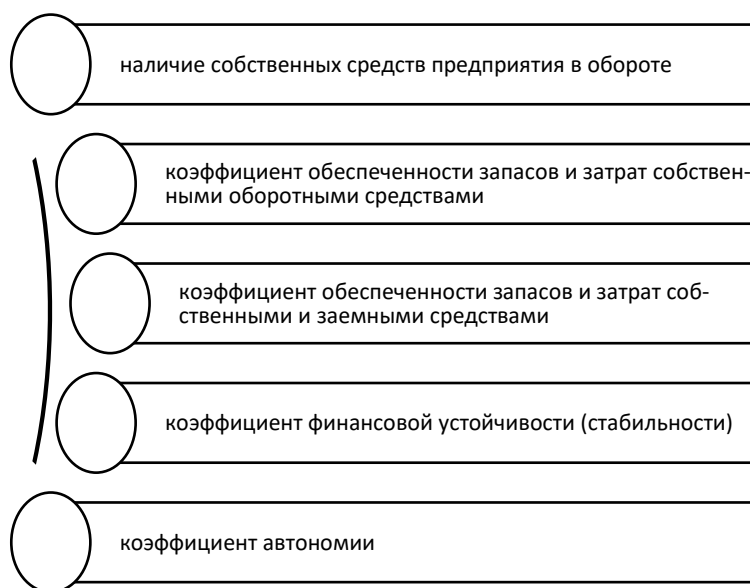 наличие собственных средств предприятия в обороте
коэффициент обеспеченности запасов и затрат собствен-
ными оборотными средствами
коэффициент обеспеченности запасов и затрат соб-
ственными и заемными средствами
коэффициент финансовой устойчивости (стабильности)
коэффициент автономии